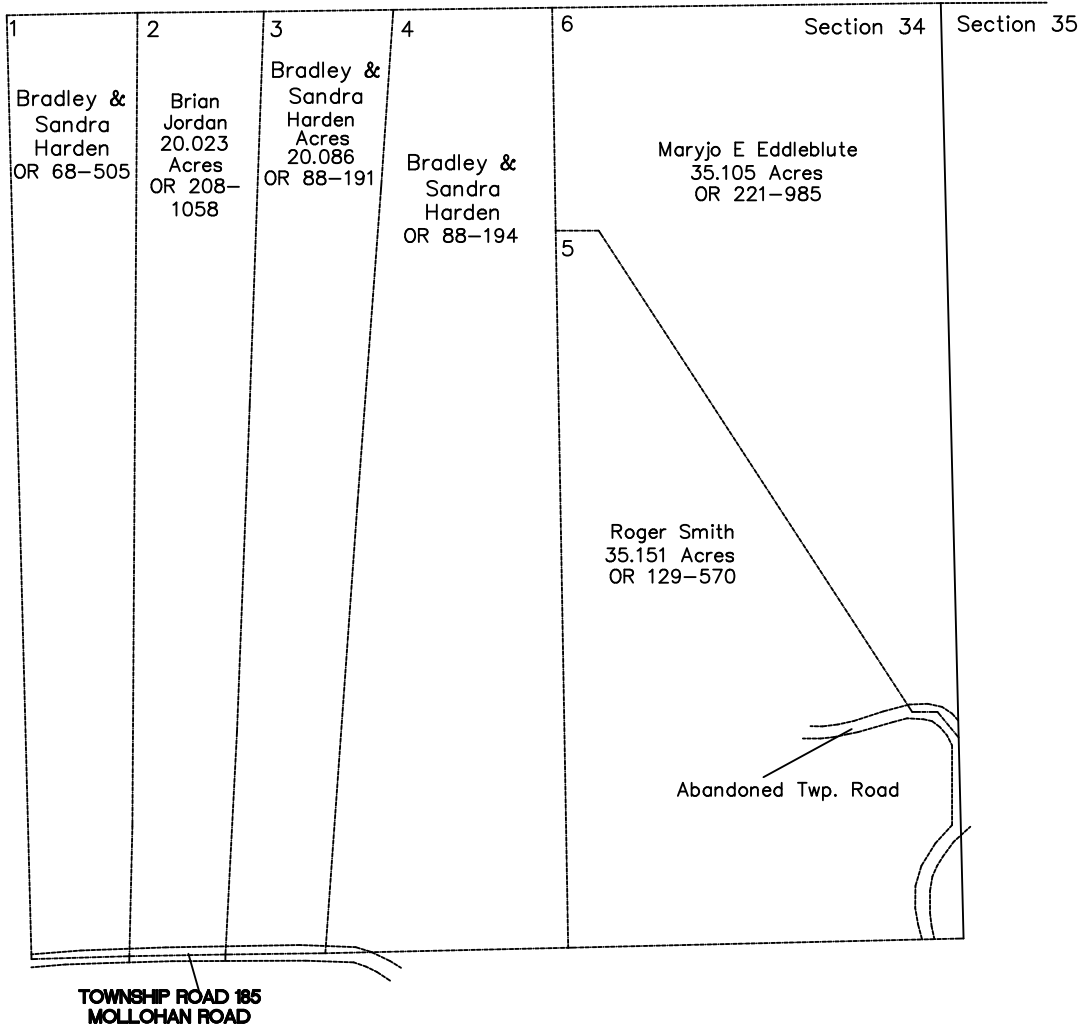 1
Bradley &
Sandra
Harden
OR 68-505
2
Brian
Jordan
20.023
Acres
OR 208-
1058
3
Bradley &
Sandra
Harden
Acres
20.086
OR 88-191
4
Bradley &
Sandra
Harden
OR 88-194
6
Section 34
Section 35
Maryjo E Eddleblute
35.105 Acres
OR 221-985
5
Roger Smith
35.151 Acres
OR 129-570
Abandoned Twp. Road
TOWNSHIP ROAD 185
MOLLOHAN ROAD